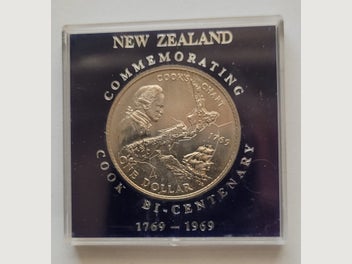 NEW ZEALAND
COMMEMORATING
COOK'S CHART
1769
ONE DOLLAR
COOK BI-CENTENARY
1769 - 1969